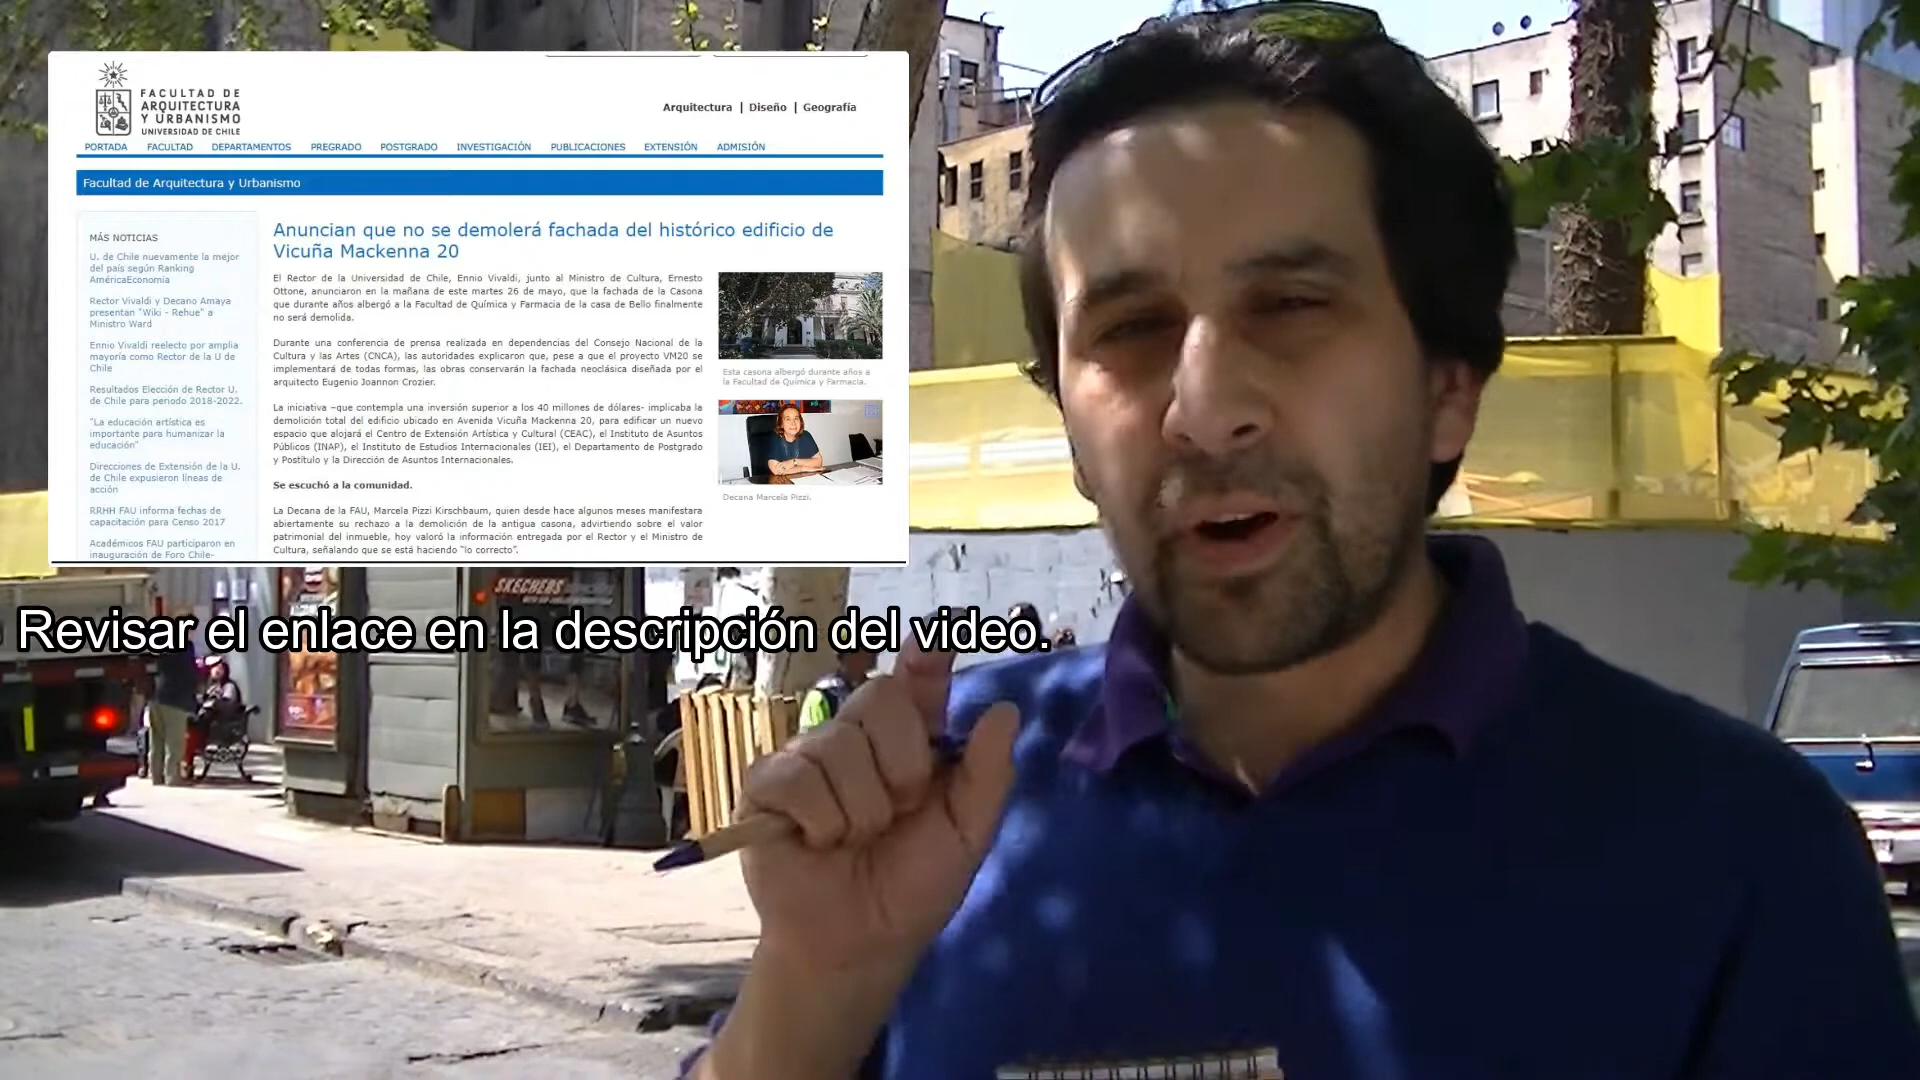 FACULTAD DE
ARQUITECTURA
Y URBANISMO
UNIVERSIDAD DE CHILE
Arquitectura | Diseño | Geografía
PORTADA FACULTAD DEPARTAMENTOS PREGRADO POSTGRADO INVESTIGACIÓN PUBLICACIONES EXTENSIÓN ADMISIÓN
Facultad de Arquitectura y Urbanismo
MÁS NOTICIAS
U. de Chile nuevamente la mejor
del país según Ranking
AméricaEconomía
Rector Vivaldi y Decano Amaya
presentan "Wiki - Rehue" a
Ministro Ward
Ennio Vivaldi reelecto por amplia
mayoría como Rector de la U de
Chile
Resultados Elección de Rector U.
de Chile para periodo 2018-2022.
"La educación artística es
importante para humanizar la
educación"
Direcciones de Extensión de la U.
de Chile expusieron líneas de
acción
RRHH FAU informa fechas de
capacitación para Censo 2017
Académicos FAU participaron en
inauguración de Foro Chile-
Anuncian que no se demolerá fachada del histórico edificio de
Vicuña Mackenna 20
El Rector de la Universidad de Chile, Ennio Vivaldi, junto al Ministro de Cultura, Ernesto
Ottone, anunciaron en la mañana de este martes 26 de mayo, que la fachada de la Casona
que durante años albergó a la Facultad de Química y Farmacia de la casa de Bello finalmente
no será demolida.
Durante una conferencia de prensa realizada en dependencias del Consejo Nacional de la
Cultura y las Artes (CNCA), las autoridades explicaron que, pese a que el proyecto VM20 se
implementará de todas formas, las obras conservarán la fachada neoclásica diseñada por el
arquitecto Eugenio Joannon Crozier.
La iniciativa –que contempla una inversión superior a los 40 millones de dólares- implicaba la
demolición total del edificio ubicado en Avenida Vicuña Mackenna 20, para edificar un nuevo
espacio que alojará el Centro de Extensión Artística y Cultural (CEAC), el Instituto de Asuntos
Públicos (INAP), el Instituto de Estudios Internacionales (IEI), el Departamento de Postgrado
y Postítulo y la Dirección de Asuntos Internacionales.
Se escuchó a la comunidad.
La Decana de la FAU, Marcela Pizzi Kirschbaum, quien desde hace algunos meses manifestara
abiertamente su rechazo a la demolición de la antigua casona, advirtiendo sobre el valor
patrimonial del inmueble, hoy valoró la información entregada por el Rector y el Ministro de
Cultura, señalando que se está haciendo "lo correcto".
Esta casona albergó durante años a
la Facultad de Química y Farmacia.
Decana Marcela Pizzi.
SKECHERS
Revisar el enlace en la descripción del video.